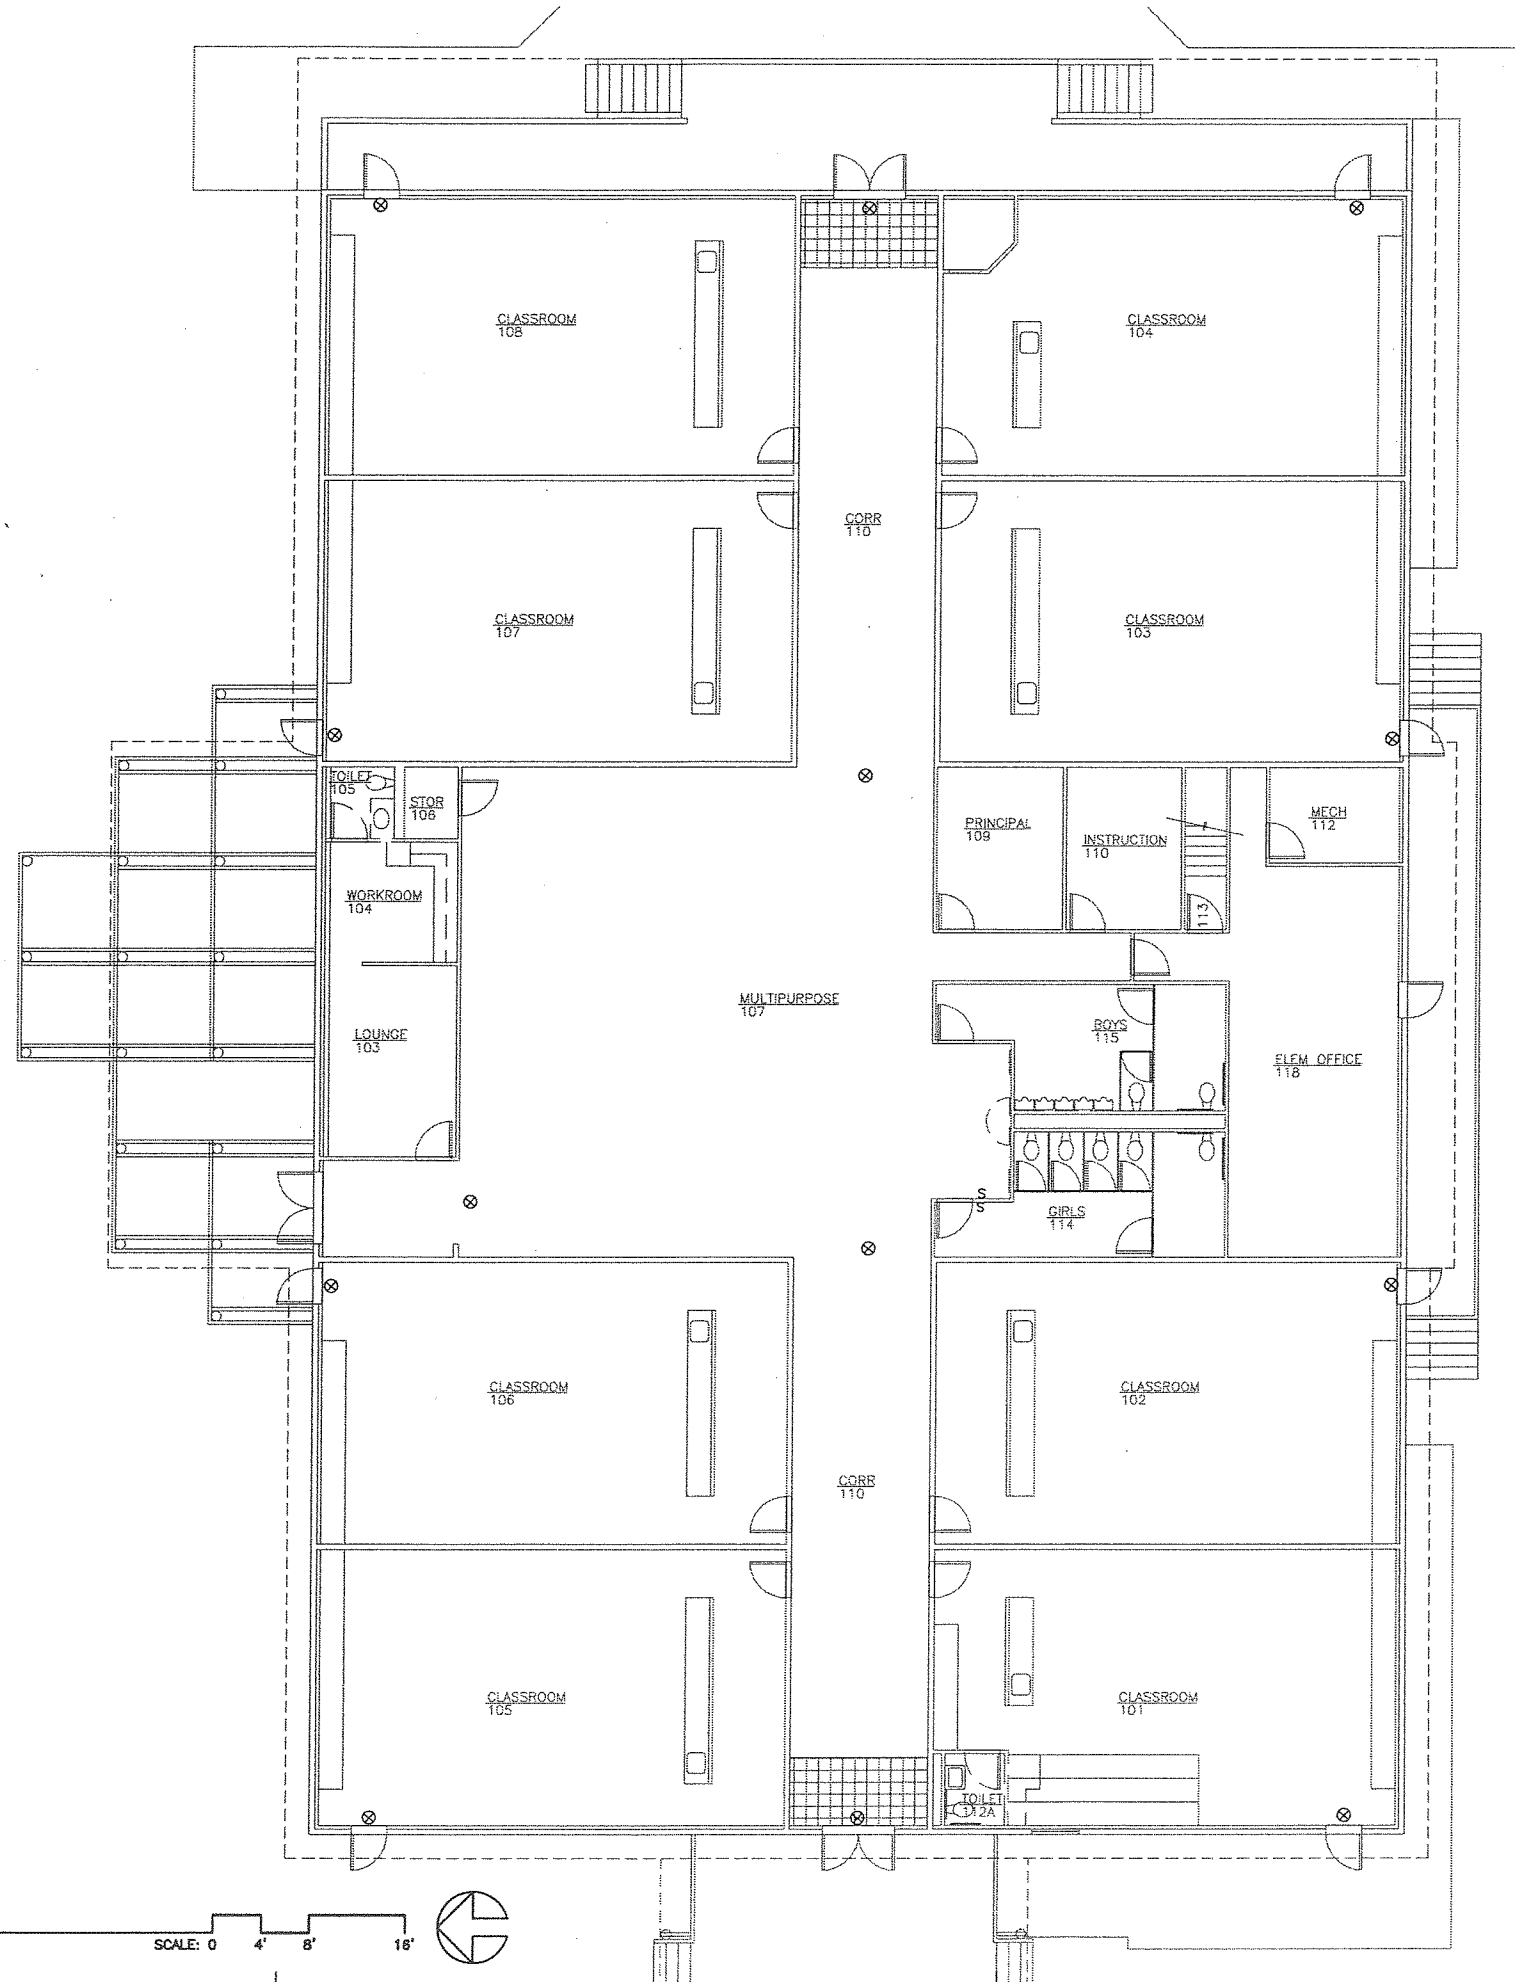 CLASSROOM
108
CLASSROOM
104
CORR
110
CLASSROOM
107
CLASSROOM
103
TOILET
105
STOR
106
PRINCIPAL
109
INSTRUCTION
110
MECH
112
WORKROOM
104
113
MULTIPURPOSE
107
LOUNGE
103
BOYS
115
ELEM OFFICE
118
S
S
GIRLS
114
CLASSROOM
106
CLASSROOM
102
CORR
110
CLASSROOM
105
CLASSROOM
101
TOILET
112A
SCALE: 0 4' 8' 16'